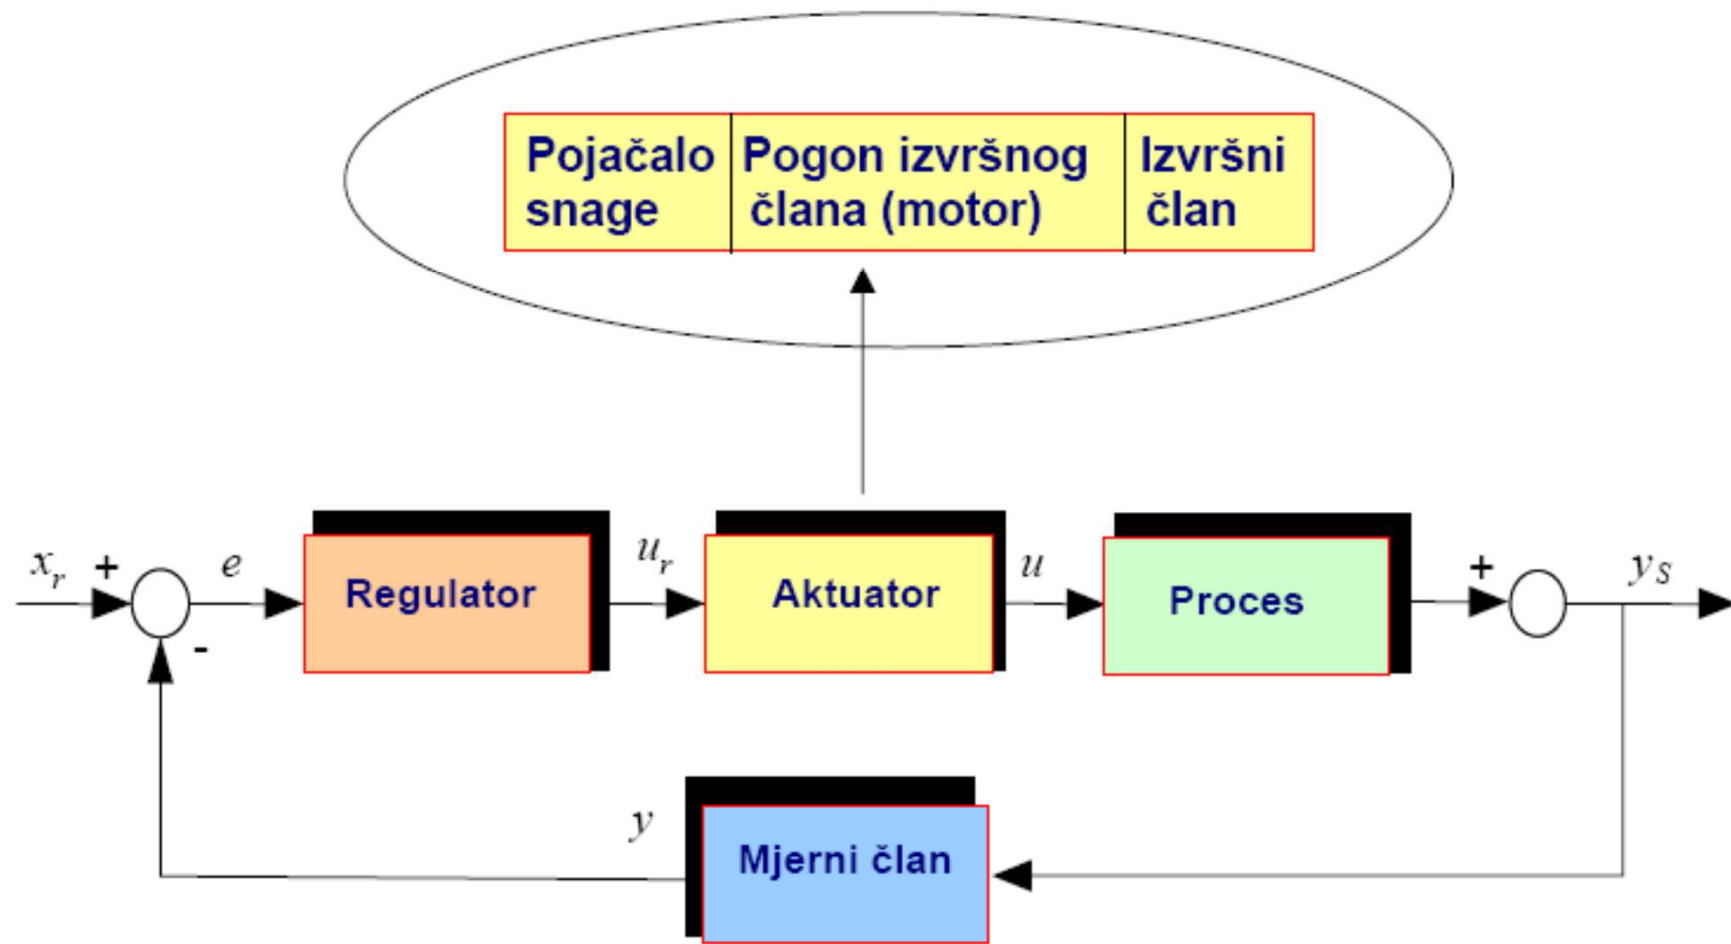 Pojačalo
snage
Pogon izvršnog
člana (motor)
Izvršni
član
x_r
+
-
e
Regulator
u_r
Aktuator
u
Proces
+
y_S
y
Mjerni član